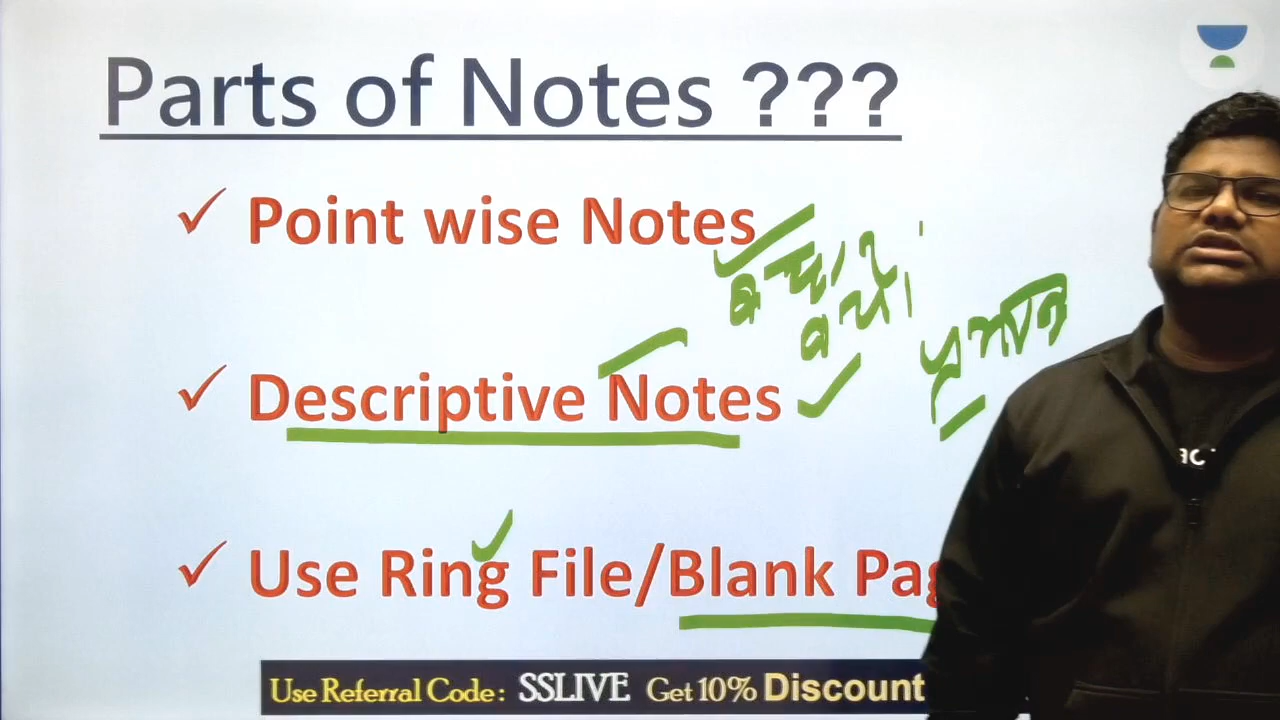 Parts of Notes ???
✓ Point wise Notes
✓ Descriptive Notes
✓ Use Ring File/Blank Pag
Use Referral Code : SSLIVE Get 10% Discount